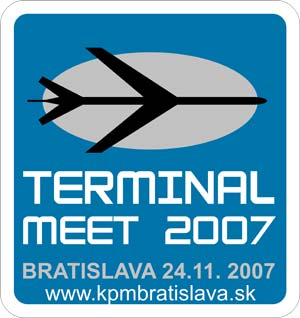 TERMINAL
MEET 2007
BRATISLAVA 24.11. 2007
www.kpmbratislava.sk